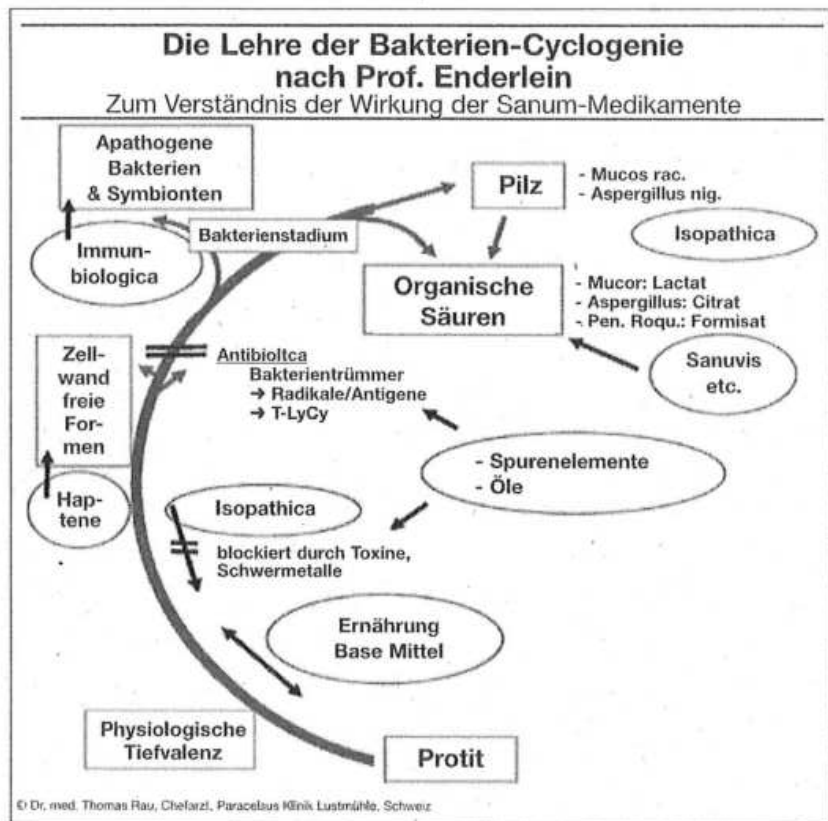 Die Lehre der Bakterien-Cyclogenie
nach Prof. Enderlein
Zum Verständnis der Wirkung der Sanum-Medikamente
Apathogene
Bakterien
& Symbionten
Pilz
- Mucos rac.
- Aspergillus nig.
Bakterienstadium
Isopathica
Immun-
biologica
Organische
Säuren
- Mucor: Lactat
- Aspergillus: Citrat
- Pen. Roqu.: Formisat
Zell-
wand
freie
For-
men
Antibioltca
Bakterientrümmer
→ Radikale/Antigene
→ T-LyCy
Sanuvis
etc.
- Spurenelemente
- Öle
Hap-
tene
Isopathica
blockiert durch Toxine,
Schwermetalle
Ernährung
Base Mittel
Physiologische
Tiefvalenz
Protit
© Dr. med. Thomas Rau, Chefarzt, Paracelsus Klinik Lustmühle, Schweiz